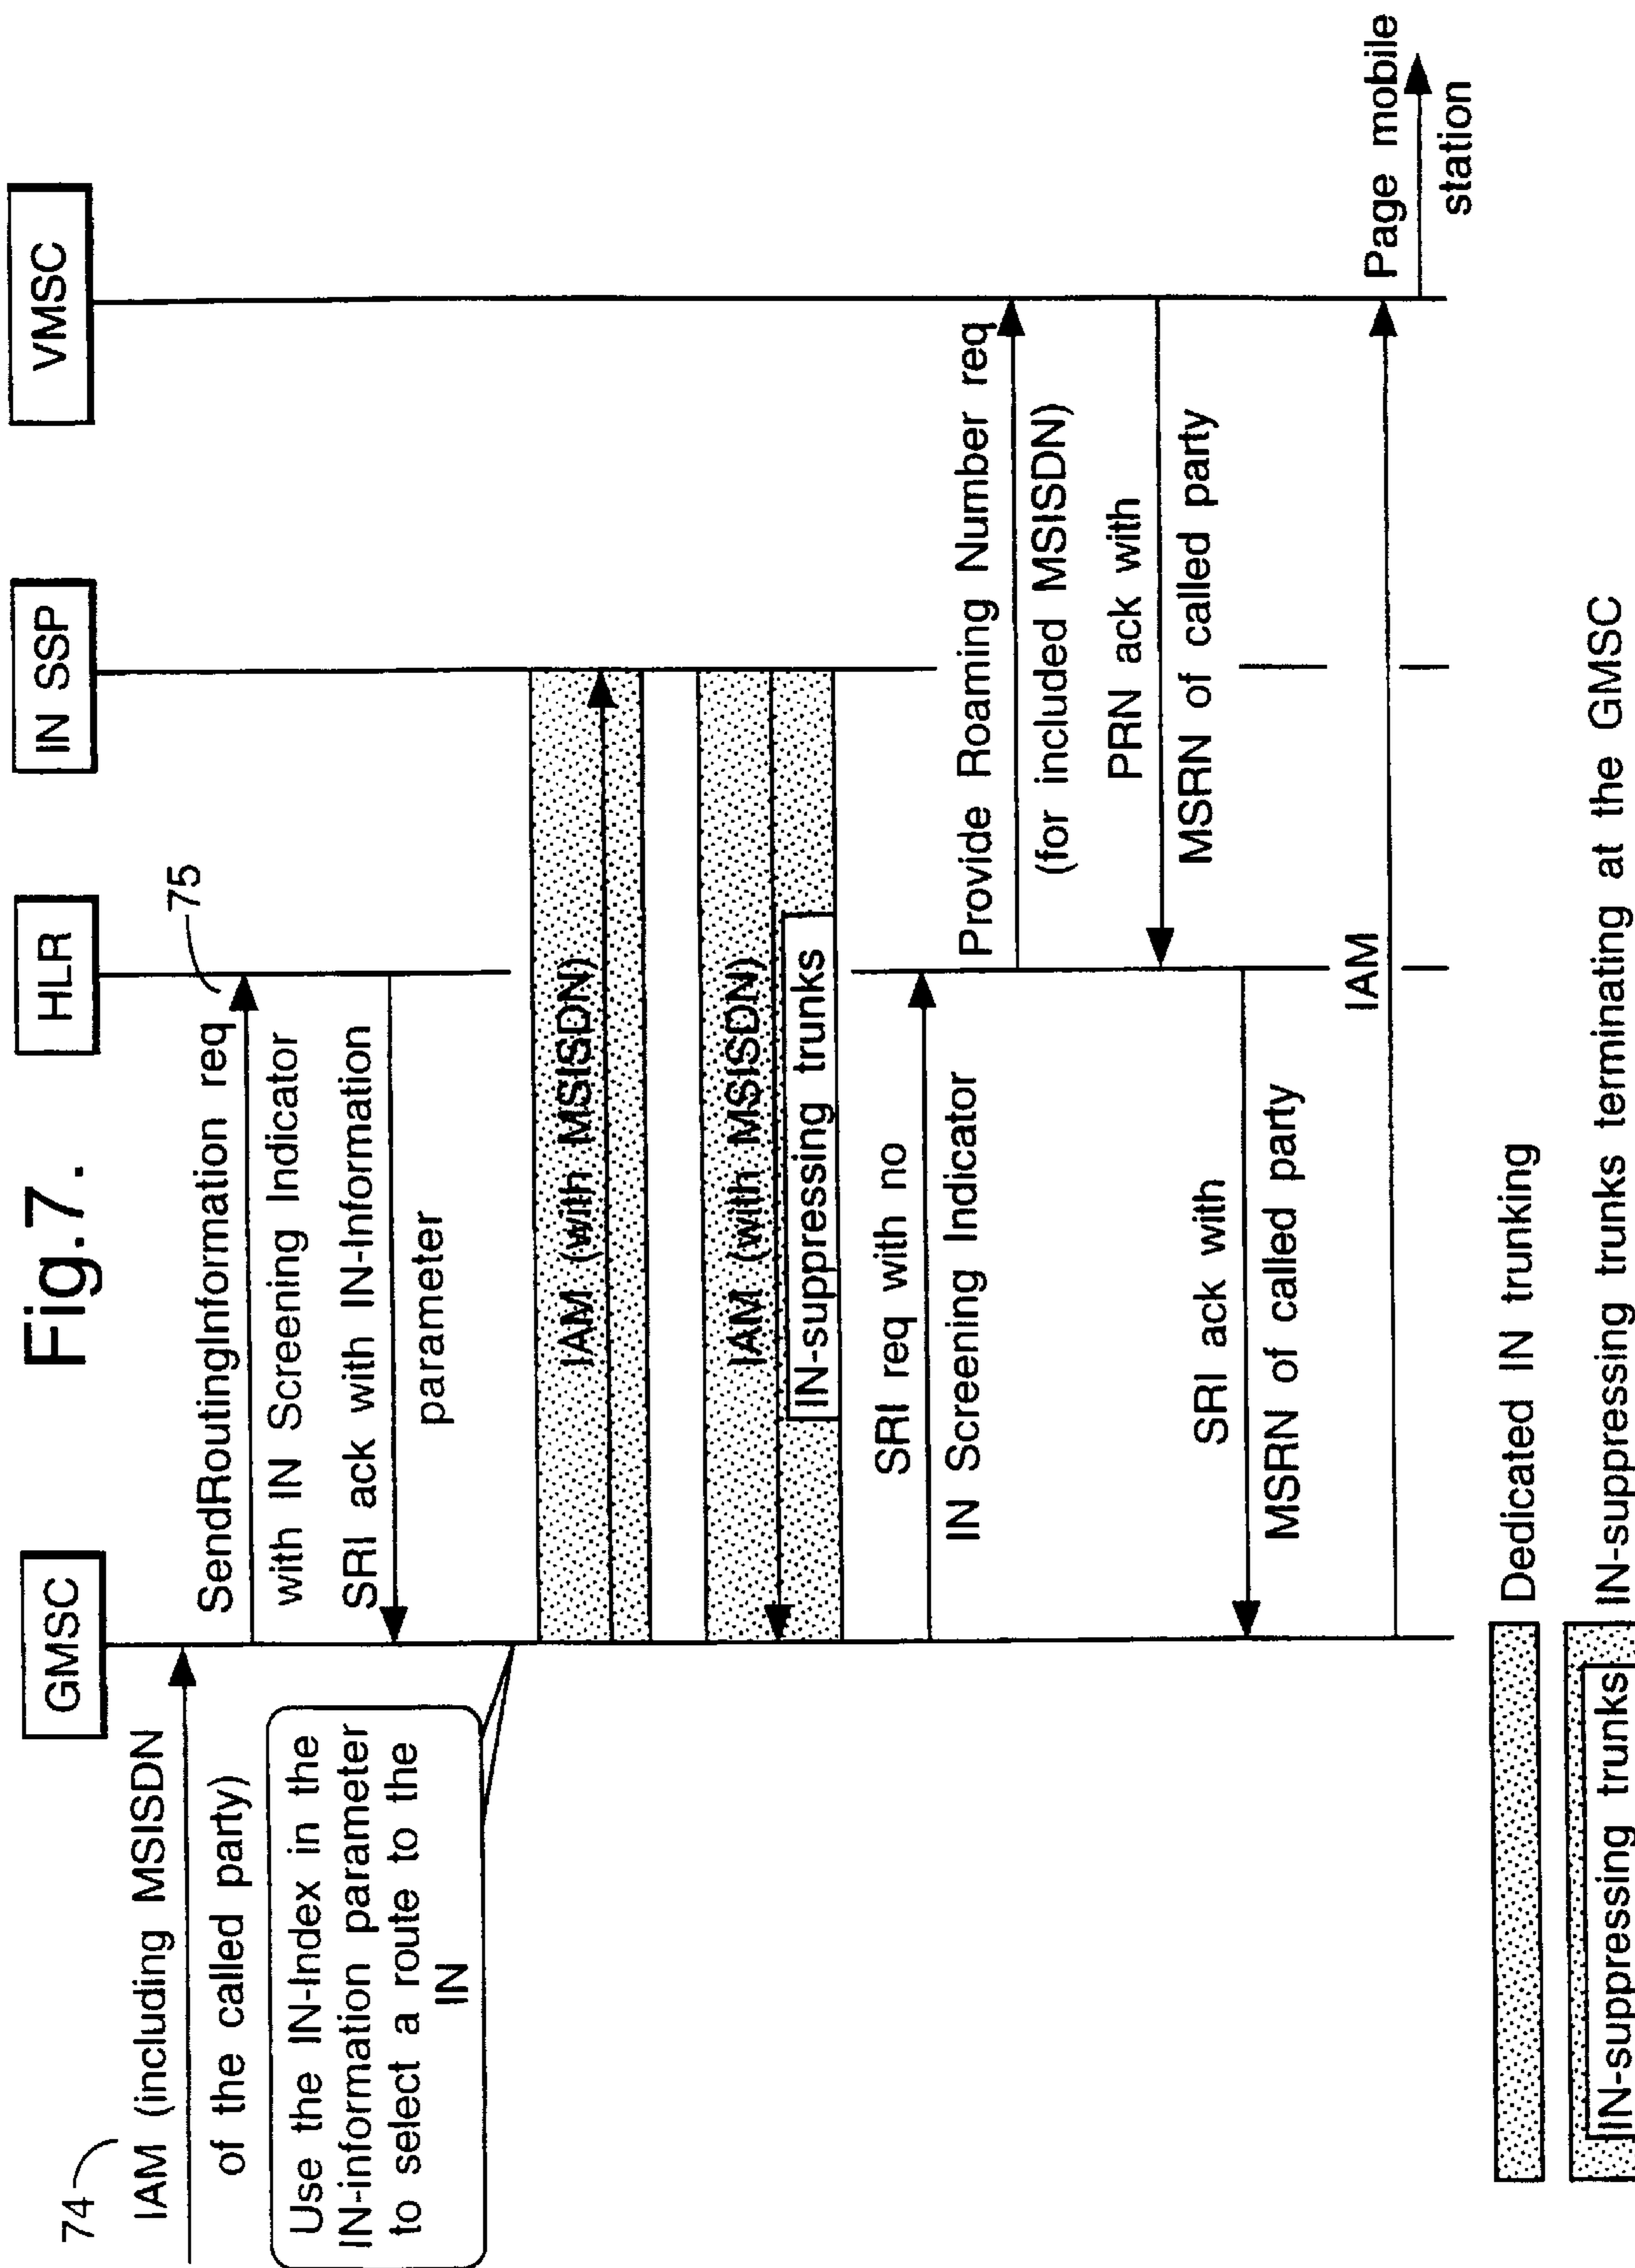 Fig.7.
GMSC
HLR
IN SSP
VMSC
74
IAM (including MSISDN
of the called party)
SendRoutingInformation req
75
with IN Screening Indicator
SRI ack with IN-Information
parameter
Use the IN-Index in the
IN-information parameter
to select a route to the
IN
IAM (with MSISDN)
IAM (with MSISDN)
IN-suppressing trunks
SRI req with no
IN Screening Indicator
Provide Roaming Number req
(for included MSISDN)
PRN ack with
MSRN of called party
SRI ack with
MSRN of called party
IAM
Page mobile
station
Dedicated IN trunking
IN-suppressing trunks
IN-suppressing trunks terminating at the GMSC